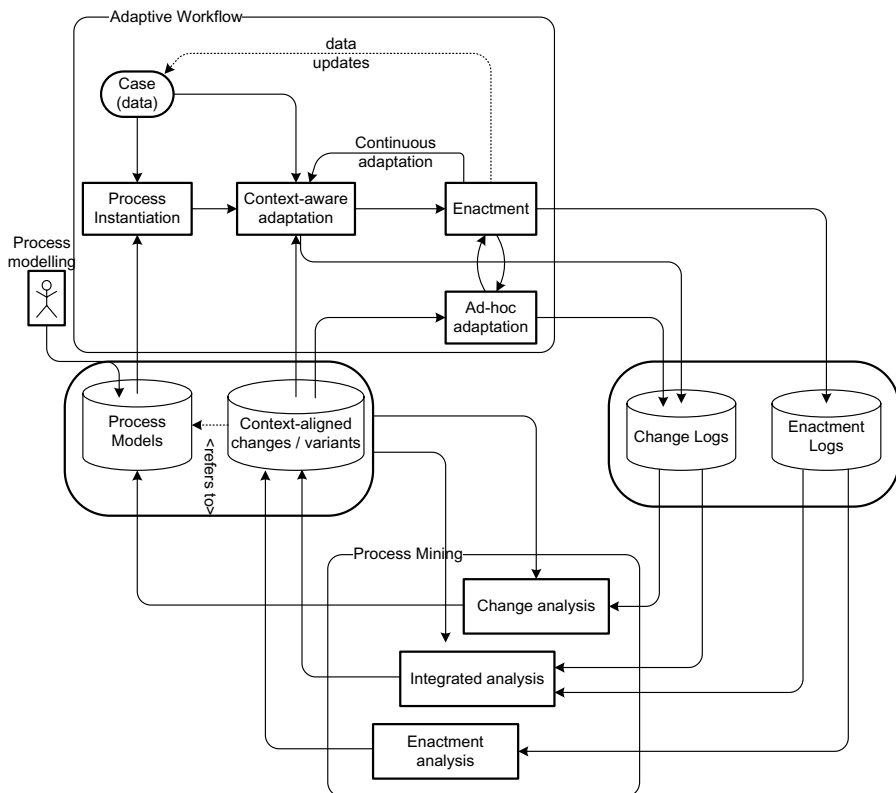 Adaptive Workflow
data
updates
Case
(data)
Continuous
adaptation
Process
Instantiation
Context-aware
adaptation
Enactment
Process
modelling
Ad-hoc
adaptation
Process
Models
Context-aligned
changes / variants
<refers to>
Change Logs
Enactment
Logs
Process Mining
Change analysis
Integrated analysis
Enactment
analysis